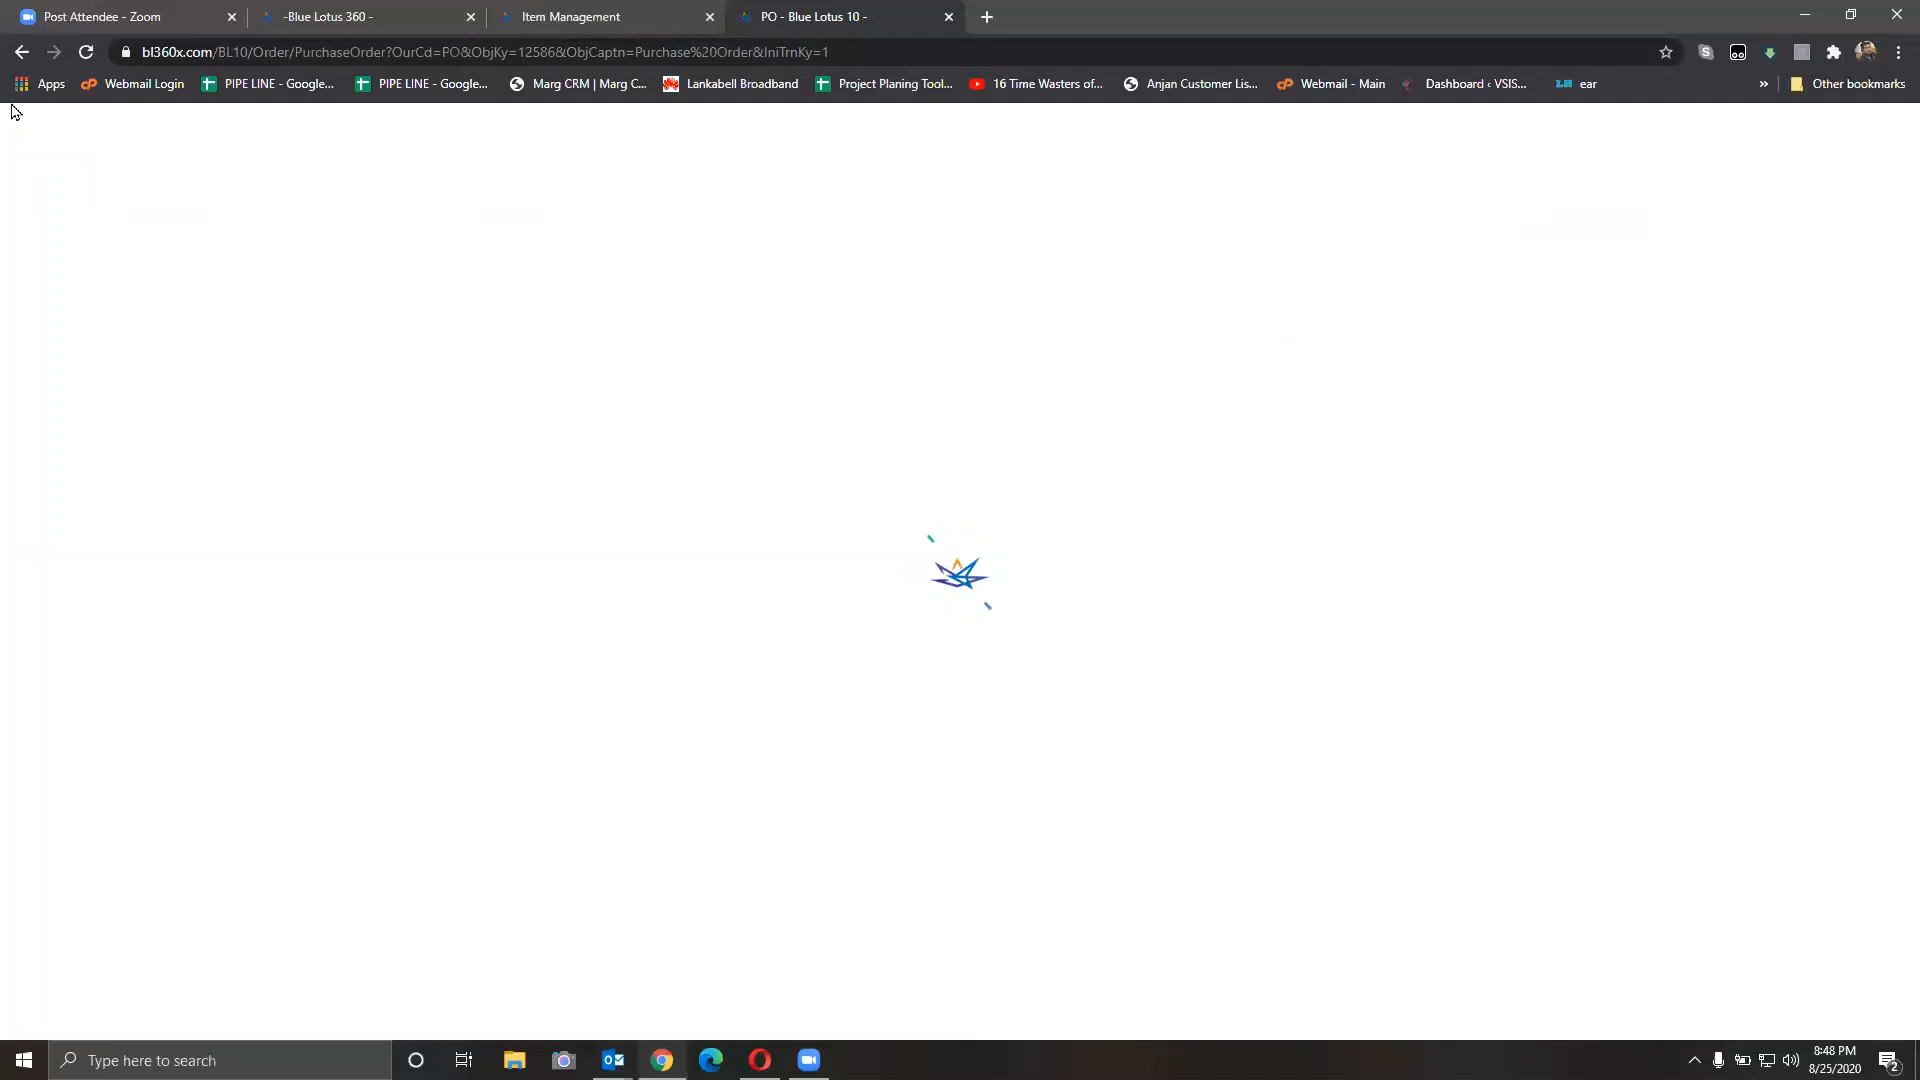 Post Attendee - Zoom
-Blue Lotus 360 -
Item Management
PO - Blue Lotus 10 -
bl360x.com/BL10/Order/PurchaseOrder?OurCd=PO&ObjKy=12586&ObjCaptn=Purchase%20Order&IniTrnKy=1
Apps
Webmail Login
PIPE LINE - Google...
PIPE LINE - Google...
Marg CRM | Marg C...
Lankabell Broadband
Project Planing Tool...
16 Time Wasters of...
Anjan Customer Lis...
Webmail - Main
Dashboard ‹ VSIS...
ear
»
Other bookmarks
Type here to search
8:48 PM
8/25/2020
2